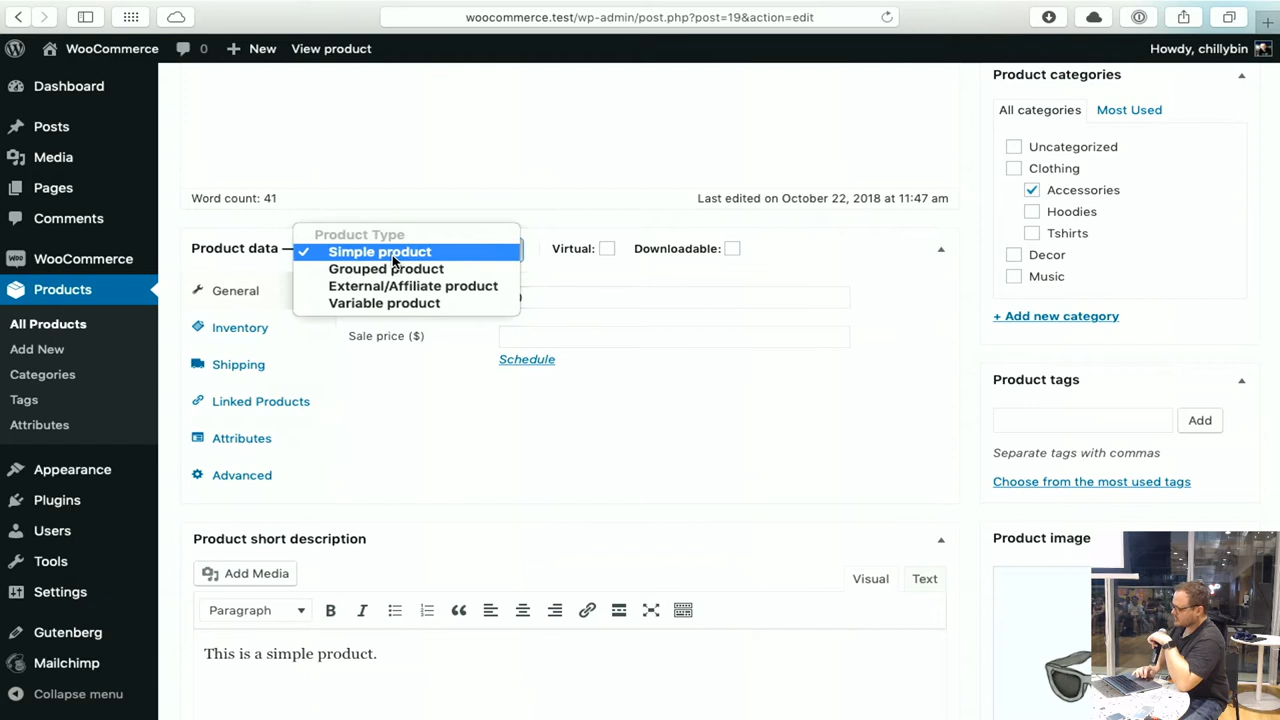 woocommerce.test/wp-admin/post.php?post=19&action=edit
WooCommerce
0
New
View product
Howdy, chillybin
Dashboard
Posts
Media
Pages
Comments
WooCommerce
Products
All Products
Add New
Categories
Tags
Attributes
Appearance
Plugins
Users
Tools
Settings
Gutenberg
Mailchimp
Collapse menu
Word count: 41
Last edited on October 22, 2018 at 11:47 am
Product data —
Product Type
✓ Simple product
Grouped product
External/Affiliate product
Variable product
Virtual:
Downloadable:
General
Inventory
Shipping
Linked Products
Attributes
Advanced
Sale price ($)
Schedule
Product short description
Add Media
Visual
Text
Paragraph
B
I
This is a simple product.
Product categories
All categories
Most Used
Uncategorized
Clothing
Accessories
Hoodies
Tshirts
Decor
Music
+ Add new category
Product tags
Add
Separate tags with commas
Choose from the most used tags
Product image